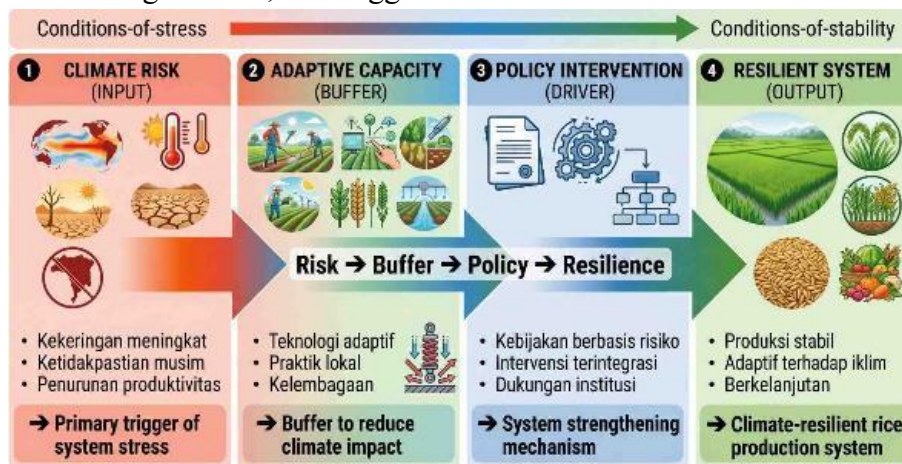 Conditions-of-stress
Conditions-of-stability
1 CLIMATE RISK
(INPUT)
2 ADAPTIVE CAPACITY
(BUFFER)
3 POLICY INTERVENTION
(DRIVER)
4 RESILIENT SYSTEM
(OUTPUT)
Risk → Buffer → Policy → Resilience
• Kekeringan meningkat
• Ketidakpastian musim
• Penurunan produktivitas
• Teknologi adaptif
• Praktik lokal
• Kelembagaan
• Kebijakan berbasis risiko
• Intervensi terintegrasi
• Dukungan institusi
• Produksi stabil
• Adaptif terhadap iklim
• Berkelanjutan
→ Primary trigger of
system stress
→ Buffer to reduce
climate impact
→ System strengthening
mechanism
→ Climate-resilient rice
production system